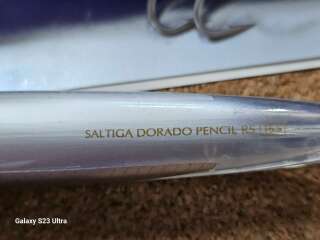 SALTIGA DORADO PENCIL
Galaxy S23 Ultra